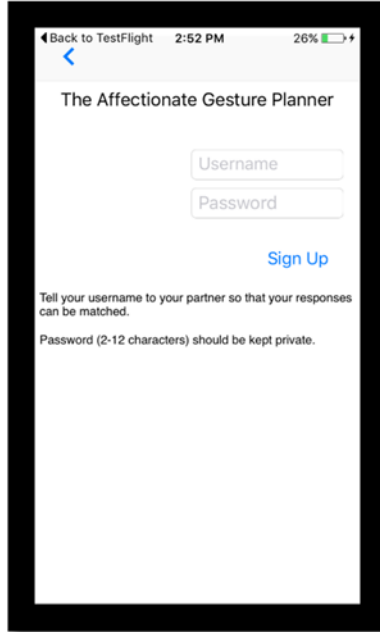 Back to TestFlight 2:52 PM 26%
The Affectionate Gesture Planner
Username
Password
Sign Up
Tell your username to your partner so that your responses
can be matched.
Password (2-12 characters) should be kept private.